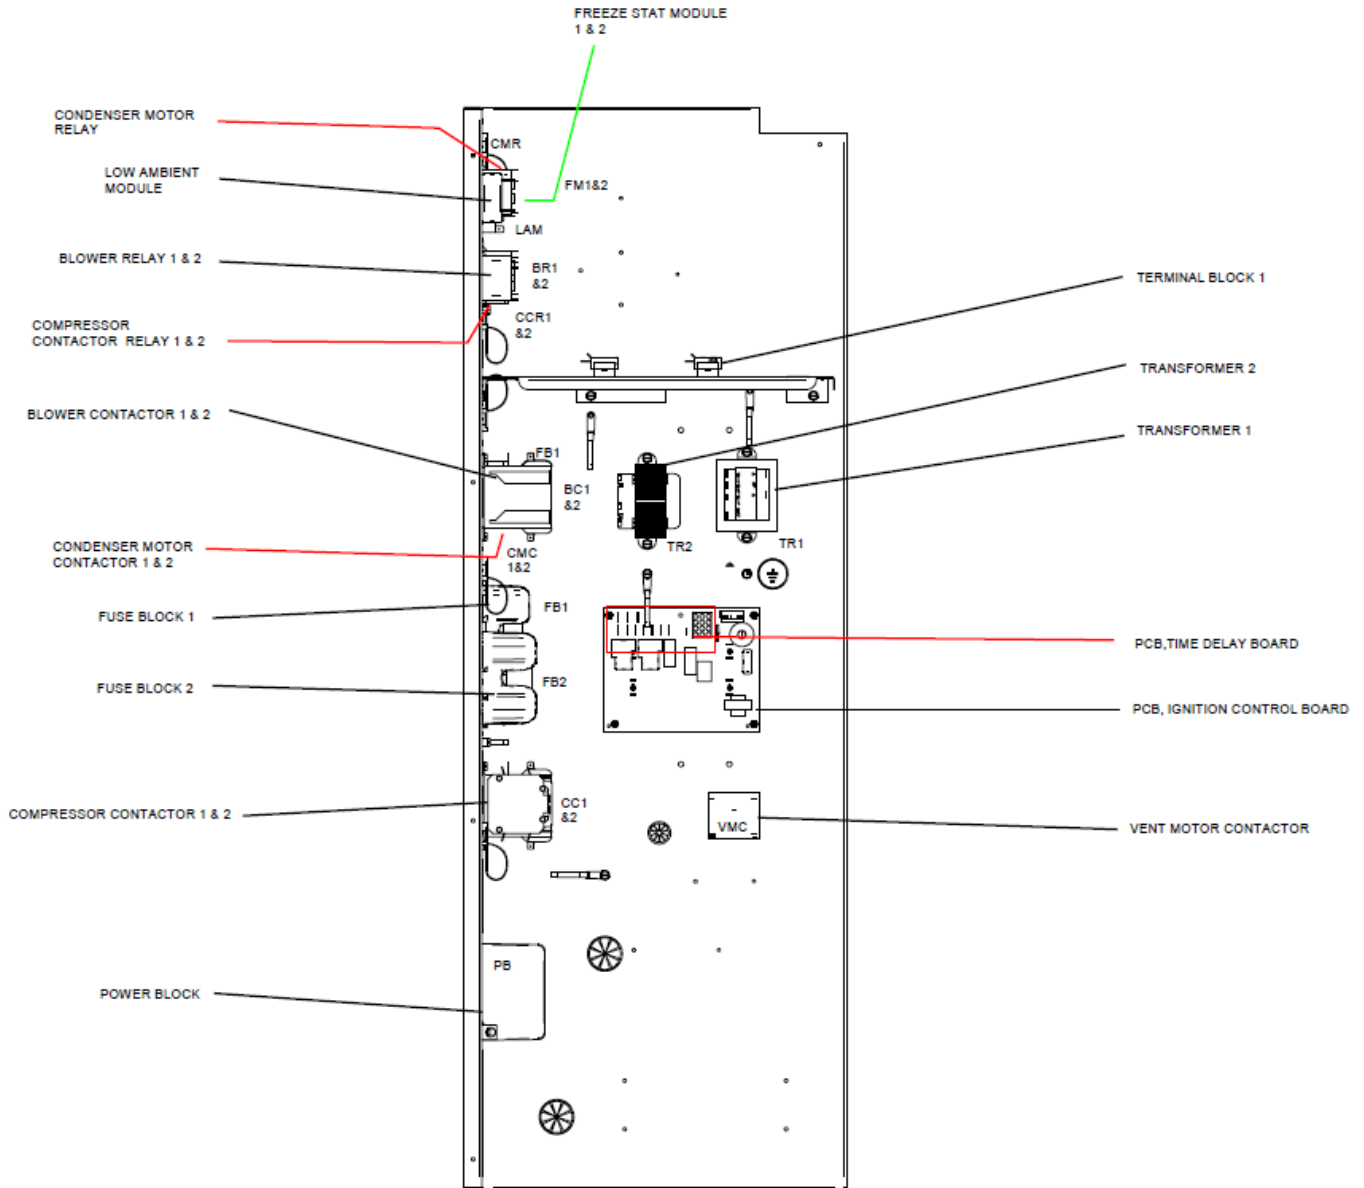 FREEZE STAT MODULE
1 & 2
CONDENSER MOTOR
RELAY
CMR
LOW AMBIENT
MODULE
FM1&2
LAM
BLOWER RELAY 1 & 2
BR1
&2
TERMINAL BLOCK 1
COMPRESSOR
CONTACTOR RELAY 1 & 2
CCR1
&2
TRANSFORMER 2
BLOWER CONTACTOR 1 & 2
TRANSFORMER 1
FB1
BC1
&2
CONDENSER MOTOR
CONTACTOR 1 & 2
CMC
1&2
TR2
TR1
FUSE BLOCK 1
FB1
PCB,TIME DELAY BOARD
FUSE BLOCK 2
FB2
PCB, IGNITION CONTROL BOARD
COMPRESSOR CONTACTOR 1 & 2
CC1
&2
VMC
VENT MOTOR CONTACTOR
PB
POWER BLOCK